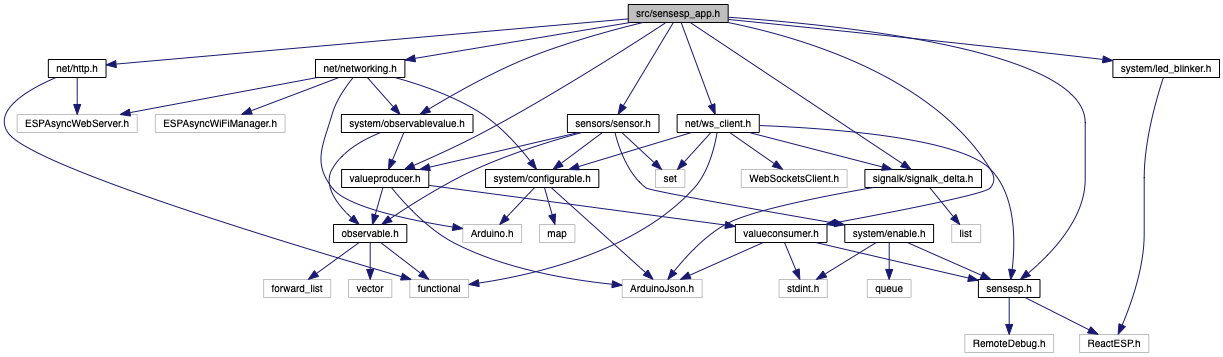 src/sensesp_app.h
net/http.h
net/networking.h
system/led_blinker.h
ESPAsyncWebServer.h
ESPAsyncWiFiManager.h
system/observablevalue.h
sensors/sensor.h
net/ws_client.h
valueproducer.h
system/configurable.h
set
WebSocketsClient.h
signalk/signalk_delta.h
observable.h
Arduino.h
map
valueconsumer.h
system/enable.h
list
forward_list
vector
functional
ArduinoJson.h
stdint.h
queue
sensesp.h
RemoteDebug.h
ReactESP.h